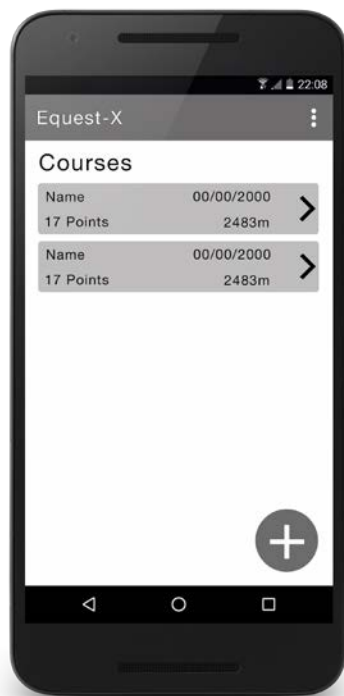 22:08
Equest-X
Courses
Name 00/00/2000
17 Points 2483m
Name 00/00/2000
17 Points 2483m